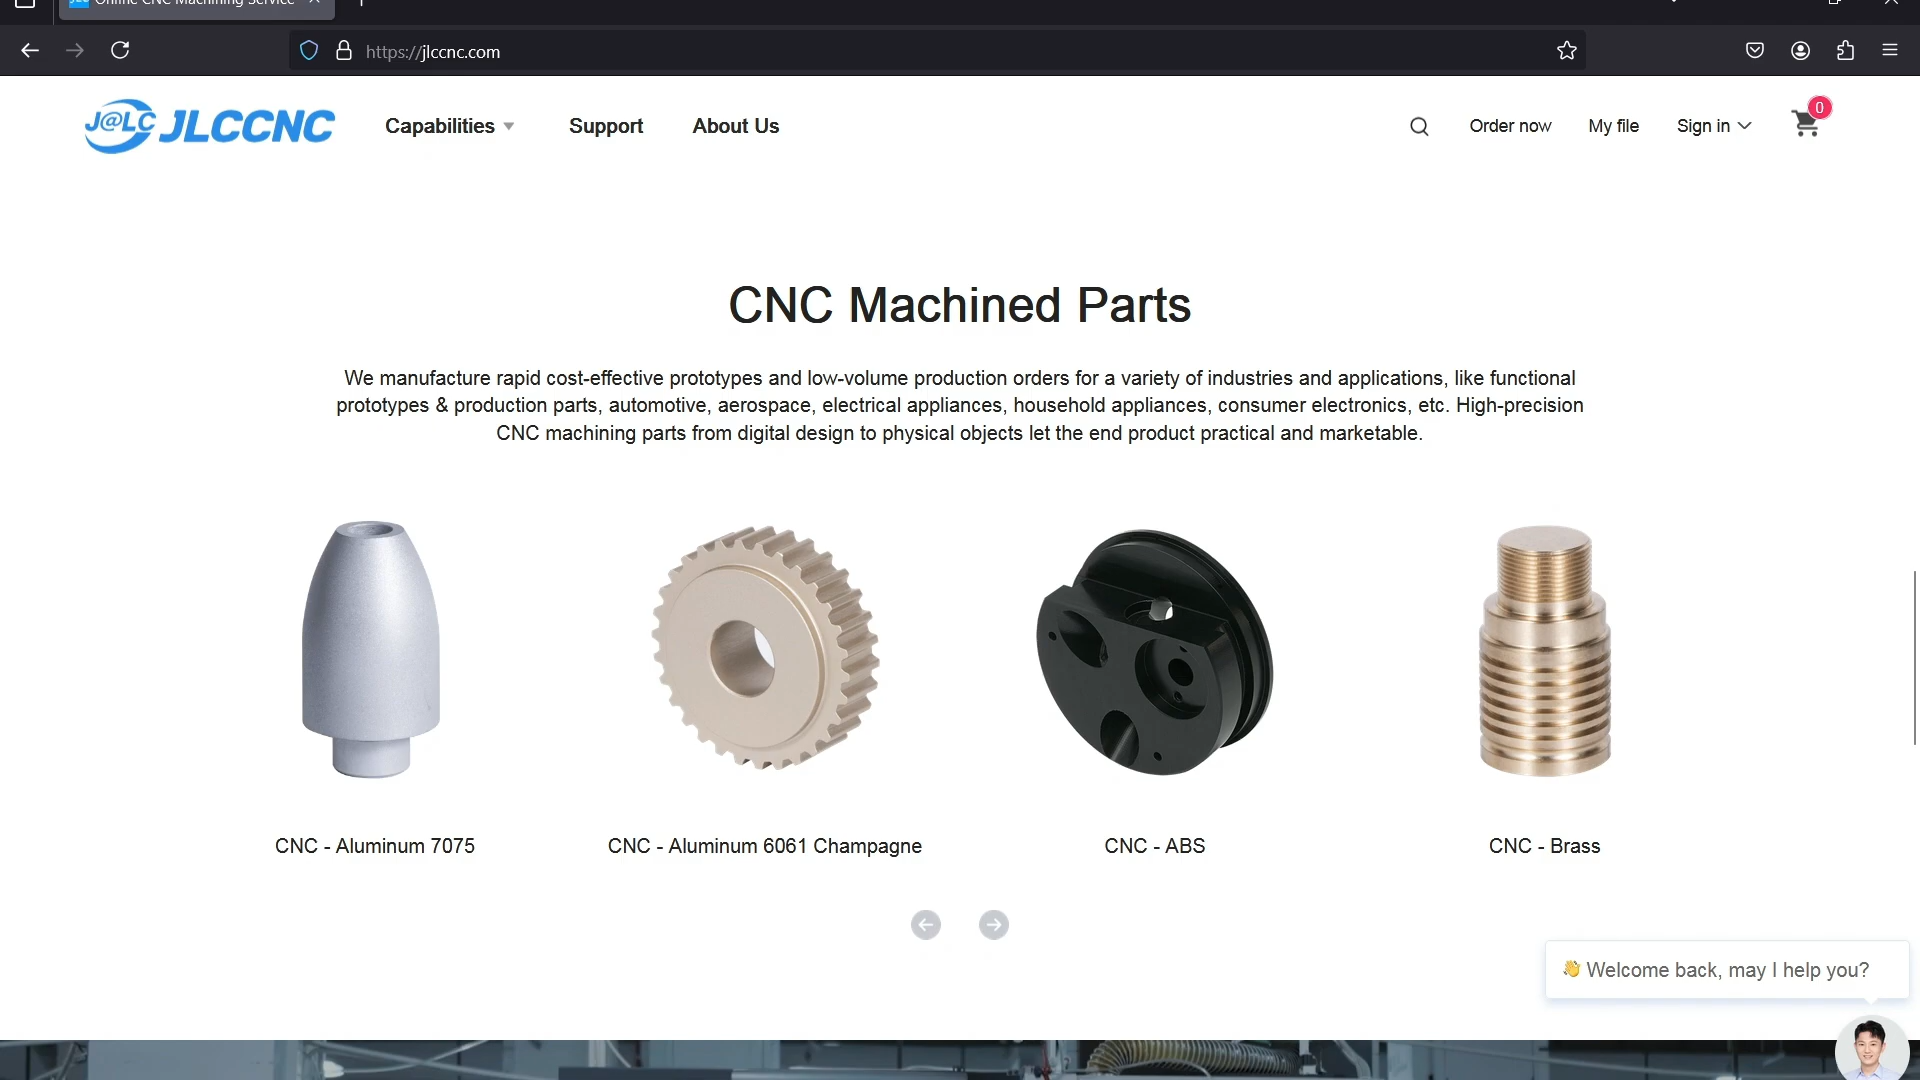 Online CNC Machining Service
https://jlccnc.com
J@LC JLCCNC
Capabilities
Support
About Us
Order now
My file
Sign in
0
CNC Machined Parts
We manufacture rapid cost-effective prototypes and low-volume production orders for a variety of industries and applications, like functional
prototypes & production parts, automotive, aerospace, electrical appliances, household appliances, consumer electronics, etc. High-precision
CNC machining parts from digital design to physical objects let the end product practical and marketable.
CNC - Aluminum 7075
CNC - Aluminum 6061 Champagne
CNC - ABS
CNC - Brass
👋 Welcome back, may I help you?